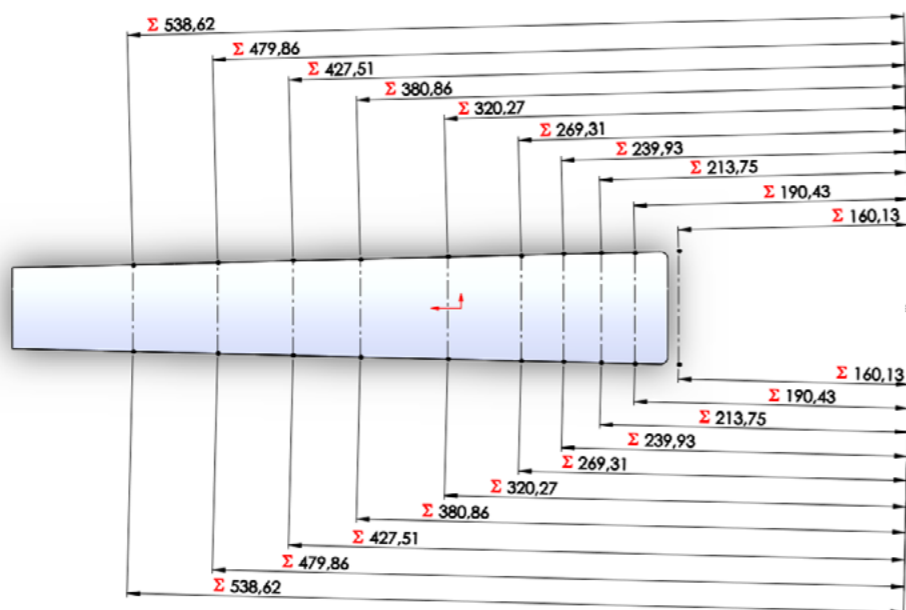 Σ 538,62
Σ 479,86
Σ 427,51
Σ 380,86
Σ 320,27
Σ 269,31
Σ 239,93
Σ 213,75
Σ 190,43
Σ 160,13
Σ 160,13
Σ 190,43
Σ 213,75
Σ 239,93
Σ 269,31
Σ 320,27
Σ 380,86
Σ 427,51
Σ 479,86
Σ 538,62